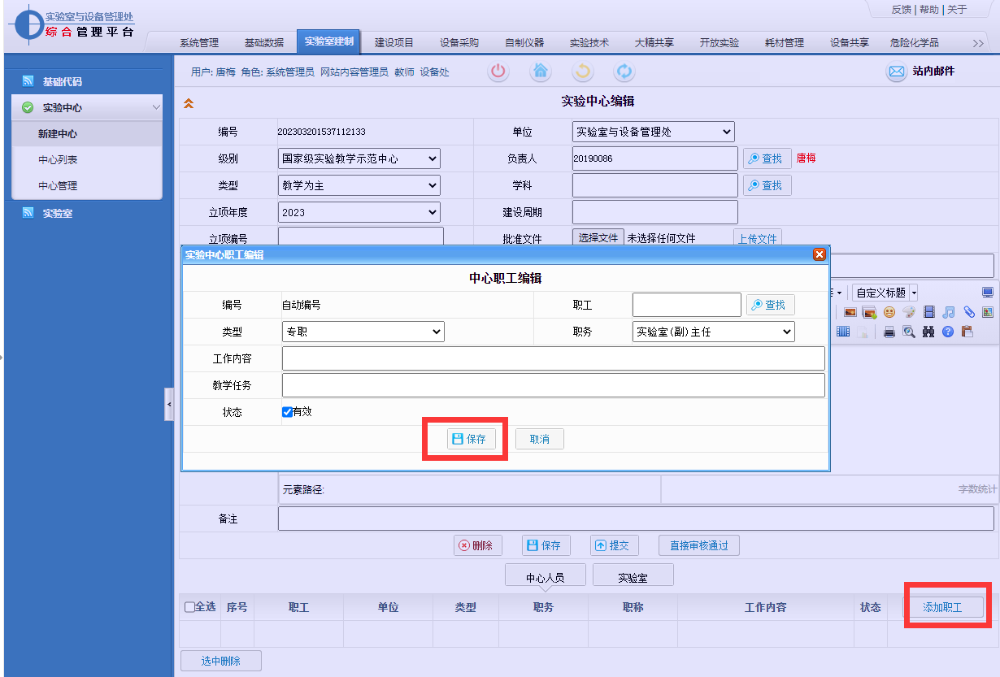 反馈 | 帮助 | 关于
实验室与设备管理处
综合管理平台
系统管理 基础数据 实验室建制 建设项目 设备采购 自制仪器 实验技术 大精共享 开放实验 耗材管理 设备共享 危险化学品
用户: 唐梅 角色: 系统管理员 网站内容管理员 教师 设备处 站内邮件
基础代码
实验中心
新建中心
中心列表
中心管理
实验室
实验中心编辑
编号 202303201537112133 单位 实验室与设备管理处
级别 国家级实验教学示范中心 负责人 20190086 查找 唐梅
类型 教学为主 学科 查找
立项年度 2023 建设周期
立项编号 批准文件 选择文件 未选择任何文件 上传文件
自定义标题
实验中心职工编辑
中心职工编辑
编号 自动编号 职工 查找
类型 专职 职务 实验室(副)主任
工作内容
教学任务
状态 有效
保存 取消
元素路径: 字数统计
备注
删除 保存 提交 直接审核通过
中心人员 实验室
全选 序号 职工 单位 类型 职务 职称 工作内容 状态 添加职工
选中删除